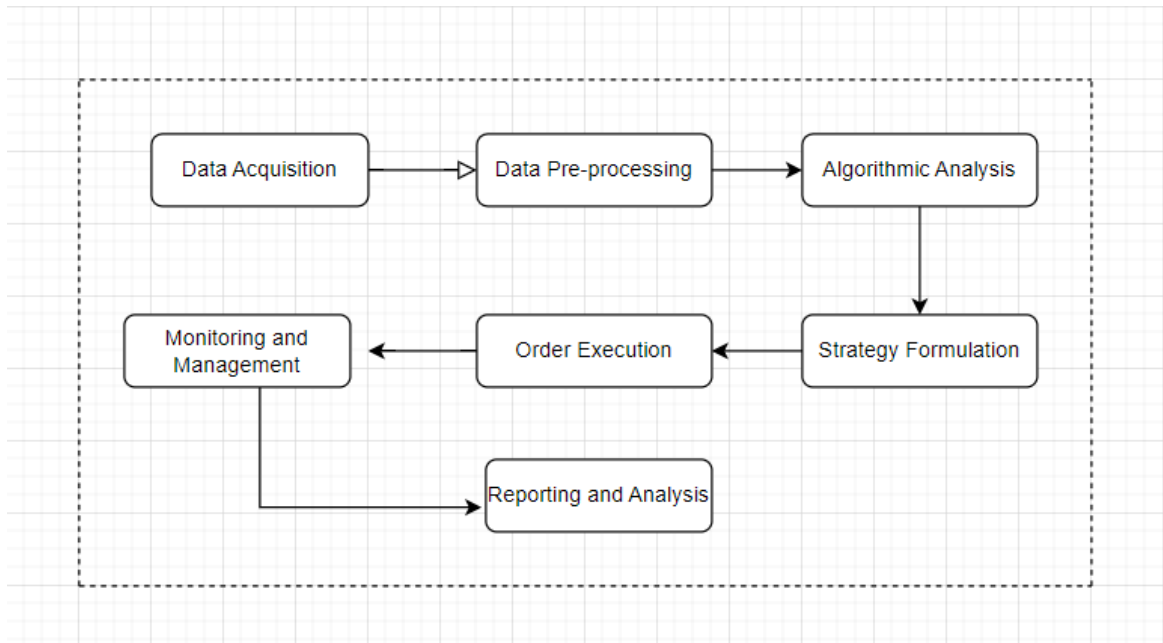 Data Acquisition
Data Pre-processing
Algorithmic Analysis
Monitoring and
Management
Order Execution
Strategy Formulation
Reporting and Analysis